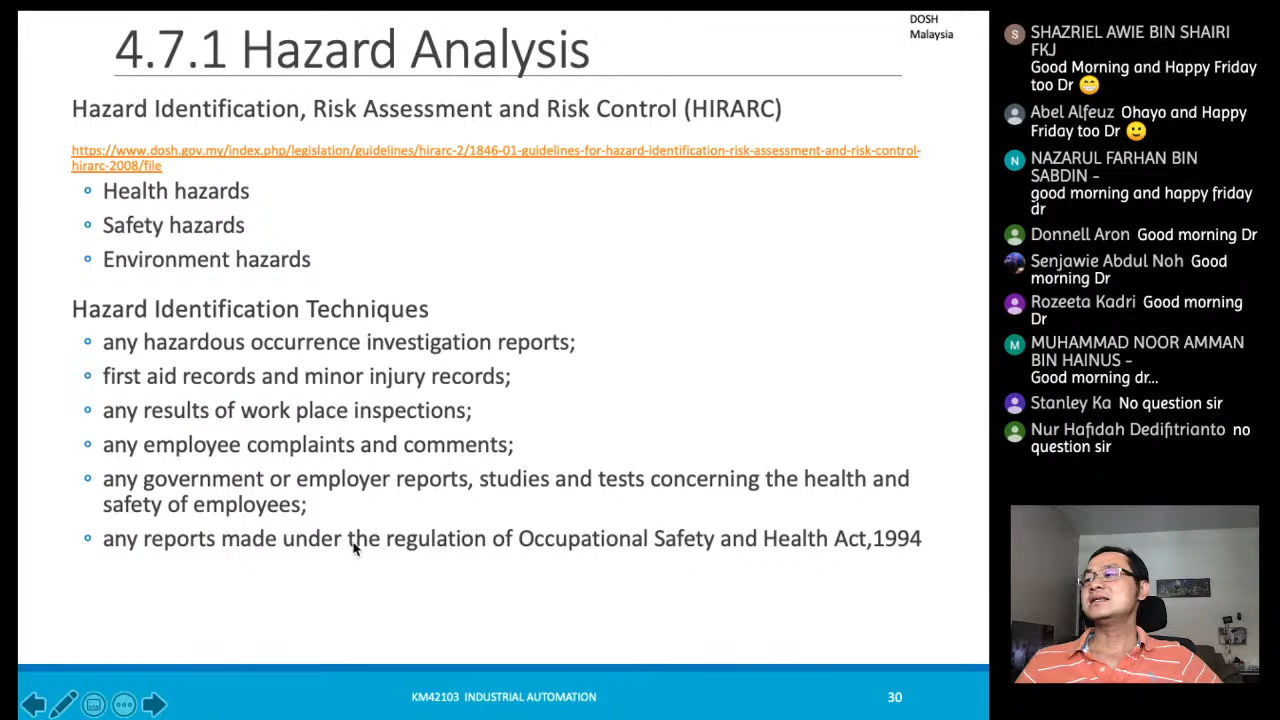 DOSH
Malaysia
4.7.1 Hazard Analysis
Hazard Identification, Risk Assessment and Risk Control (HIRARC)
https://www.dosh.gov.my/index.php/legislation/guidelines/hirarc-2/1846-01-guidelines-for-hazard-identification-risk-assessment-and-risk-control-
hirarc-2008/file
Health hazards
Safety hazards
Environment hazards
Hazard Identification Techniques
any hazardous occurrence investigation reports;
first aid records and minor injury records;
any results of work place inspections;
any employee complaints and comments;
any government or employer reports, studies and tests concerning the health and
safety of employees;
any reports made under the regulation of Occupational Safety and Health Act,1994
KM42103 INDUSTRIAL AUTOMATION
30
S
SHAZRIEL AWIE BIN SHAIRI
FKJ
Good Morning and Happy Friday
too Dr 😁
Abel Alfeuz Ohayo and Happy
Friday too Dr 🙂
N
NAZARUL FARHAN BIN
SABDIN -
good morning and happy friday
dr
Donnell Aron Good morning Dr
Senjawie Abdul Noh Good
morning Dr
Rozeeta Kadri Good morning
Dr
M
MUHAMMAD NOOR AMMAN
BIN HAINUS -
Good morning dr...
Stanley Ka No question sir
Nur Hafidah Dedifitrianto no
question sir